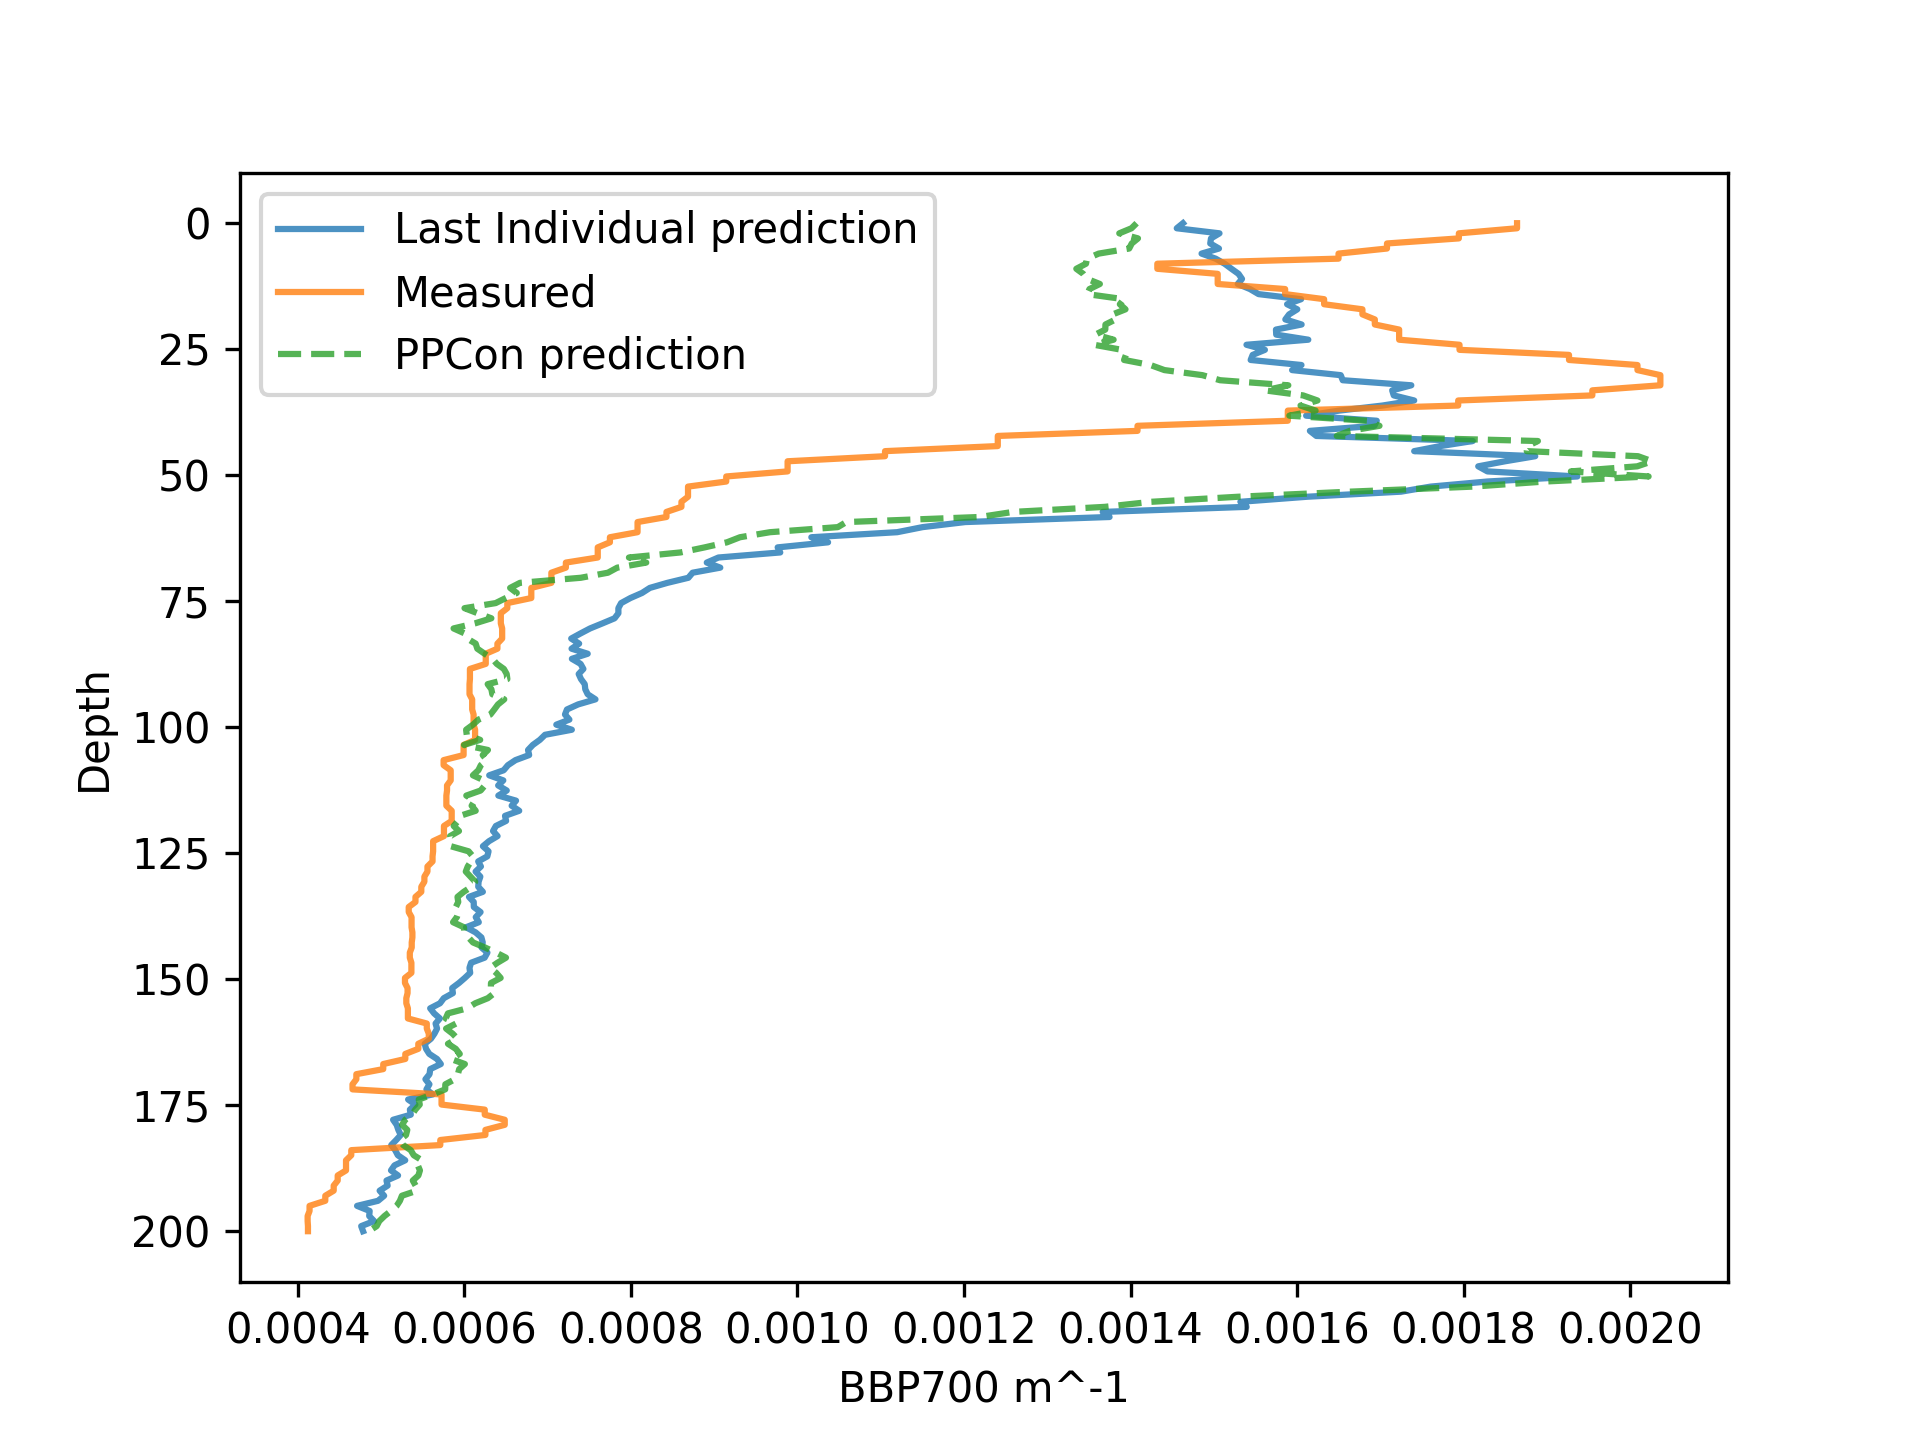 Last Individual prediction
Measured
PPCon prediction
0
25
50
75
100
125
150
175
200
Depth
0.0004 0.0006 0.0008 0.0010 0.0012 0.0014 0.0016 0.0018 0.0020
BBP700 m^-1